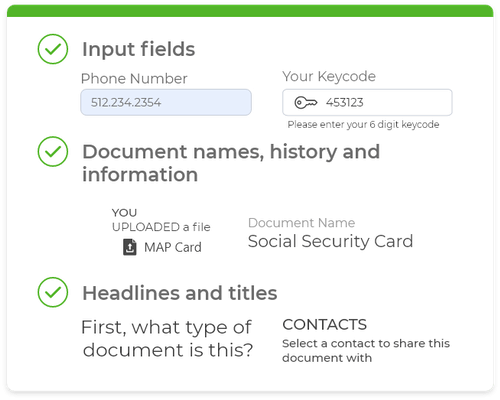 Input fields
Phone Number
512.234.2354
Your Keycode
453123
Please enter your 6 digit keycode
Document names, history and
information
YOU
UPLOADED a file
MAP Card
Document Name
Social Security Card
Headlines and titles
First, what type of
document is this?
CONTACTS
Select a contact to share this
document with